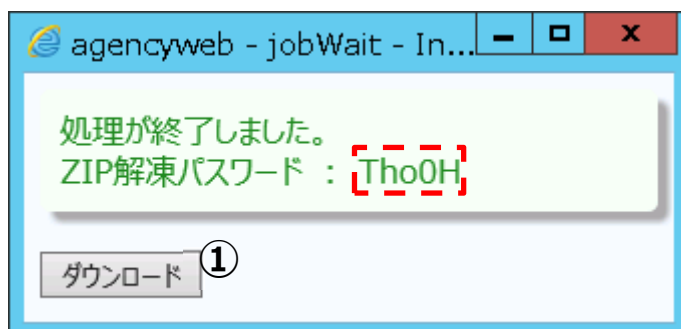 agencyweb - jobWait - In...
処理が終了しました。
ZIP解凍パスワード : Tho0H
ダウンロード ①